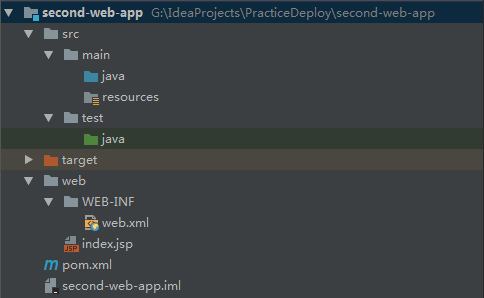 second-web-app G:\IdeaProjects\PracticeDeploy\second-web-app
src
main
java
resources
test
java
target
web
WEB-INF
web.xml
index.jsp
pom.xml
second-web-app.iml